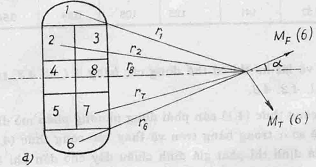 1
r₁
M_F (6)
2 3
r₂
α
4 8
r₈
5 7
r₇
M_T (6)
6
r₆
a)